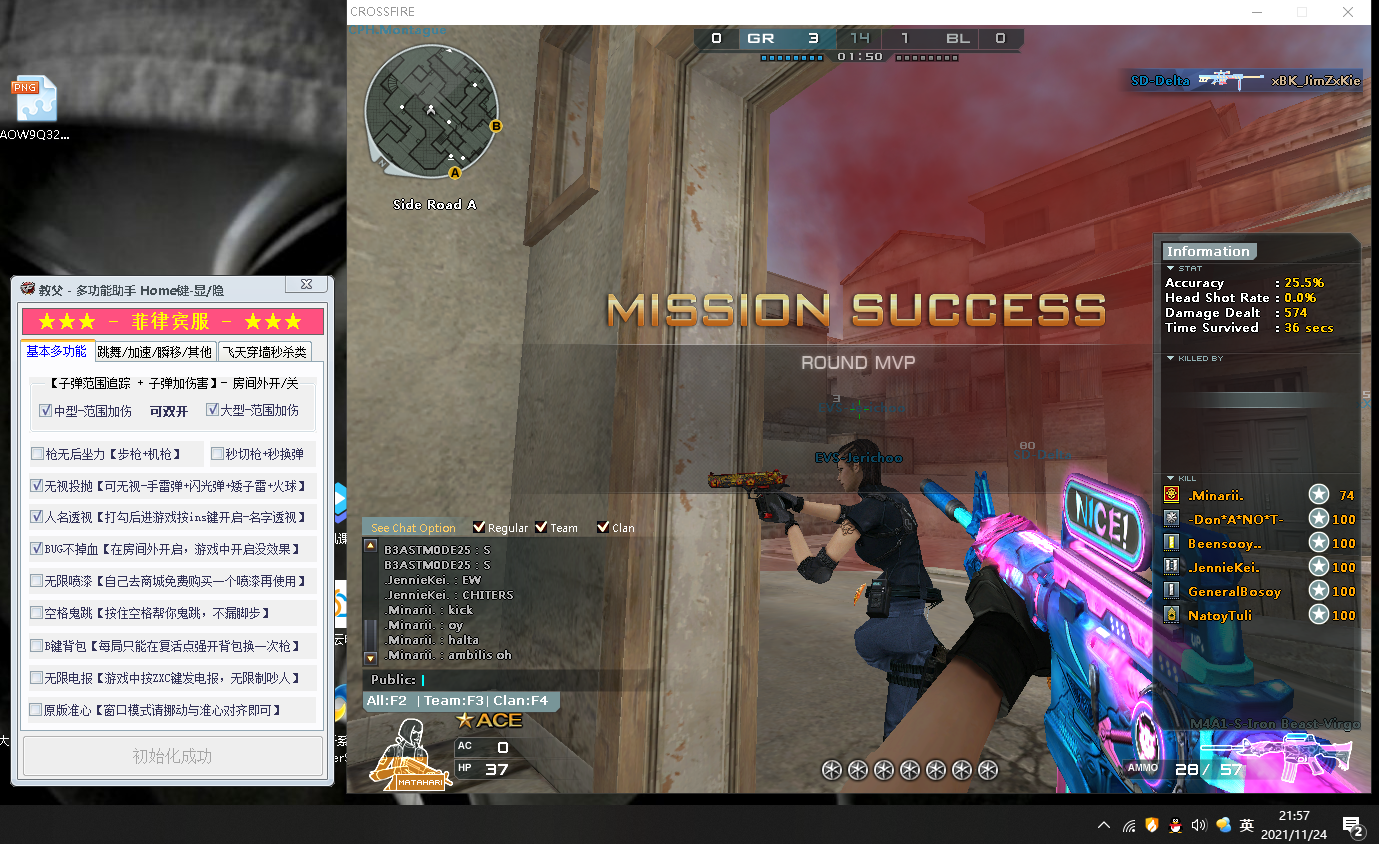 CROSSFIRE
PNG
AOW9Q32...
0 GR 3 14 1 BL 0
01:50
SD-Delta xBK_JimZxKie
B
A
N
Side Road A
MISSION SUCCESS
ROUND MVP
3
EVS-Jerichoo
80
SD-Delta
Information
STAT
Accuracy : 25.5%
Head Shot Rate : 0.0%
Damage Dealt : 574
Time Survived : 36 secs
KILLED BY
KILL
.Minarii. 74
-Don*A*NO*T- 100
Beensooy.. 100
.JennieKei. 100
GeneralBosoy 100
NatoyTuli 100
NICE!
See Chat Option Regular Team Clan
B3ASTM0DE25 : S
B3ASTM0DE25 : S
.JennieKei. : EW
.JennieKei. : CHITERS
.Minarii. : kick
.Minarii. : oy
.Minarii. : halta
.Minarii. : ambilis oh
Public:
All:F2 | Team:F3| Clan:F4
ACE
AC 0
HP 37
MATAHARI
M4A1-S-Iron Beast-Virgo
AMMO 28/ 57
教父 - 多功能助手 Home键-显/隐
★★★ - 菲律宾服 - ★★★
基本多功能 跳舞/加速/瞬移/其他 飞天穿墙秒杀类
【子弹范围追踪 + 子弹加伤害】- 房间外开/关
中型-范围加伤 可双开 大型-范围加伤
枪无后坐力【步枪+机枪】 秒切枪+秒换弹
无视投抛【可无视-手雷弹+闪光弹+矮子雷+火球】
人名透视【打勾后进游戏按ins键开启-名字透视】
BUG不掉血【在房间外开启，游戏中开启没效果】
无限喷漆【自己去商城免费购买一个喷漆再使用】
空格鬼跳【按住空格帮你鬼跳，不漏脚步】
B键背包【每局只能在复活点强开背包换一次枪】
无限电报【游戏中按ZXC键发电报，无限制吵人】
原版准心【窗口模式请挪动与准心对齐即可】
初始化成功
英
21:57
2021/11/24
2